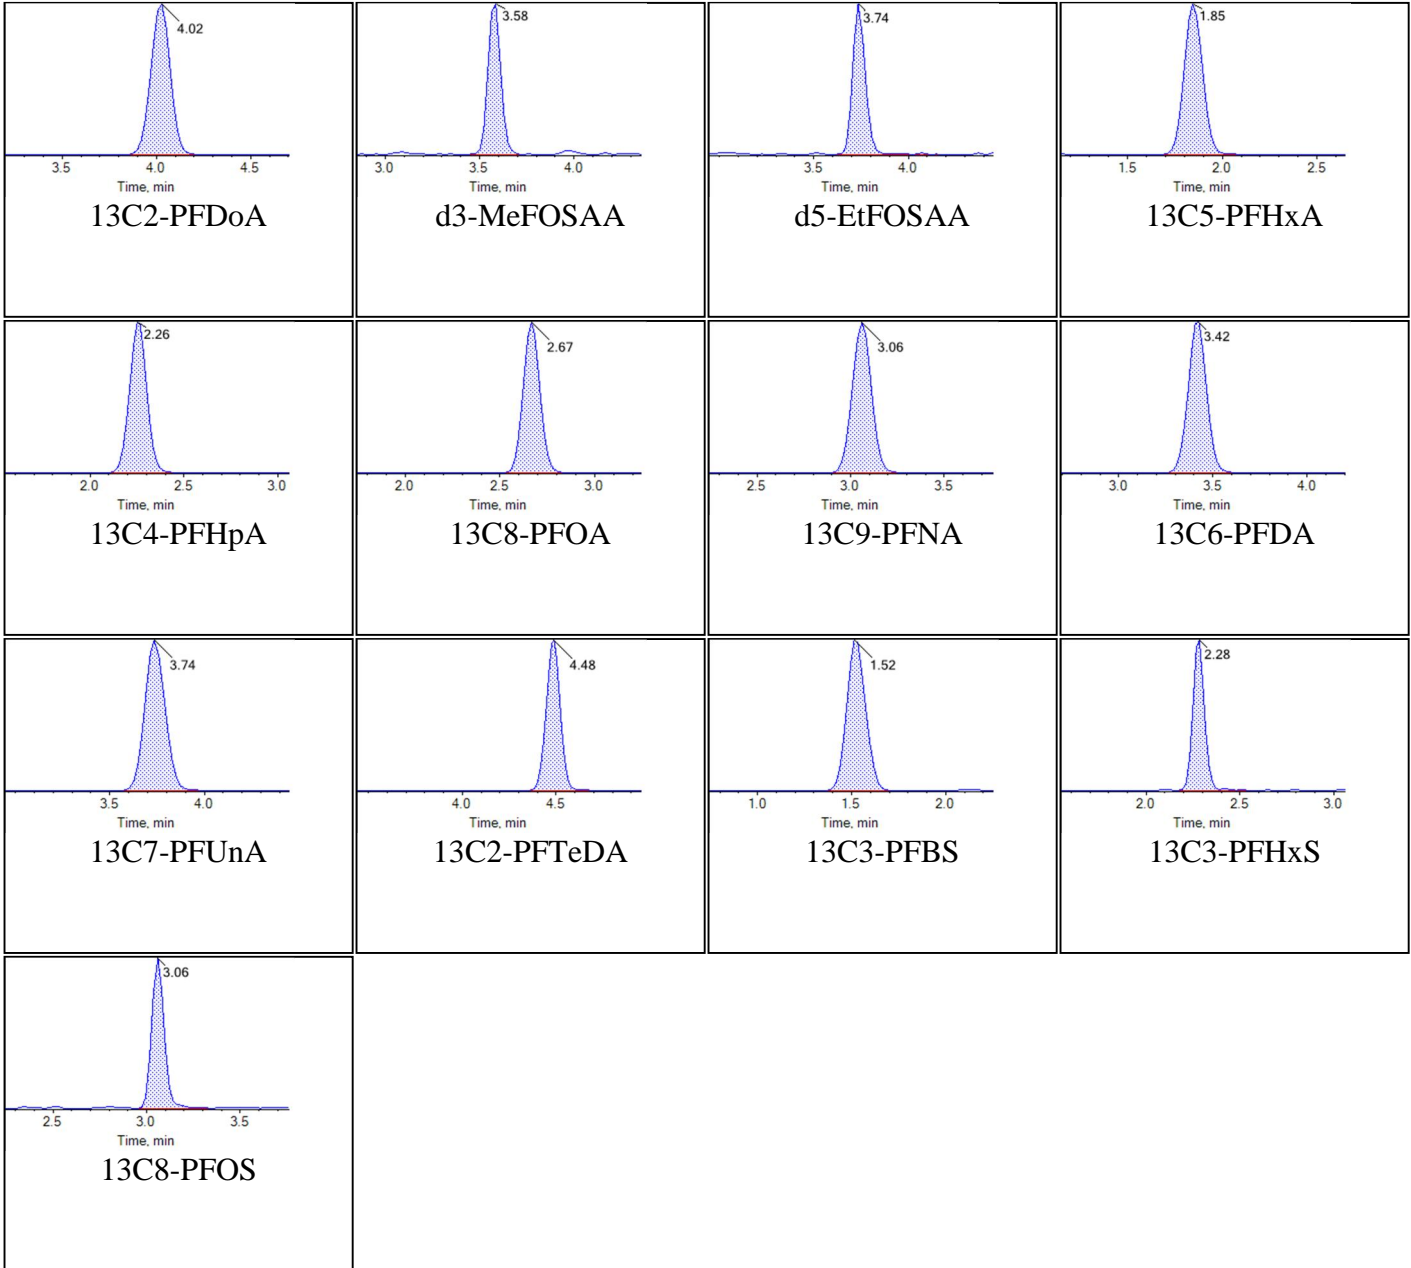 4.02
3.5 4.0 4.5
Time, min
13C2-PFDoA
3.58
3.0 3.5 4.0
Time, min
d3-MeFOSAA
3.74
3.5 4.0
Time, min
d5-EtFOSAA
1.85
1.5 2.0 2.5
Time, min
13C5-PFHxA
2.26
2.0 2.5 3.0
Time, min
13C4-PFHpA
2.67
2.0 2.5 3.0
Time, min
13C8-PFOA
3.06
2.5 3.0 3.5
Time, min
13C9-PFNA
3.42
3.0 3.5 4.0
Time, min
13C6-PFDA
3.74
3.5 4.0
Time, min
13C7-PFUnA
4.48
4.0 4.5
Time, min
13C2-PFTeDA
1.52
1.0 1.5 2.0
Time, min
13C3-PFBS
2.28
2.0 2.5 3.0
Time, min
13C3-PFHxS
3.06
2.5 3.0 3.5
Time, min
13C8-PFOS